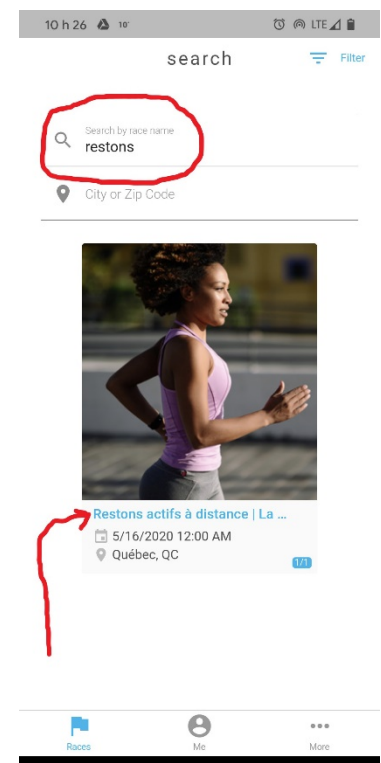 10 h 26 10° LTE
search Filter
Search by race name
restons
City or Zip Code
Restons actifs à distance | La ...
5/16/2020 12:00 AM
Québec, QC
1/1
Races Me More